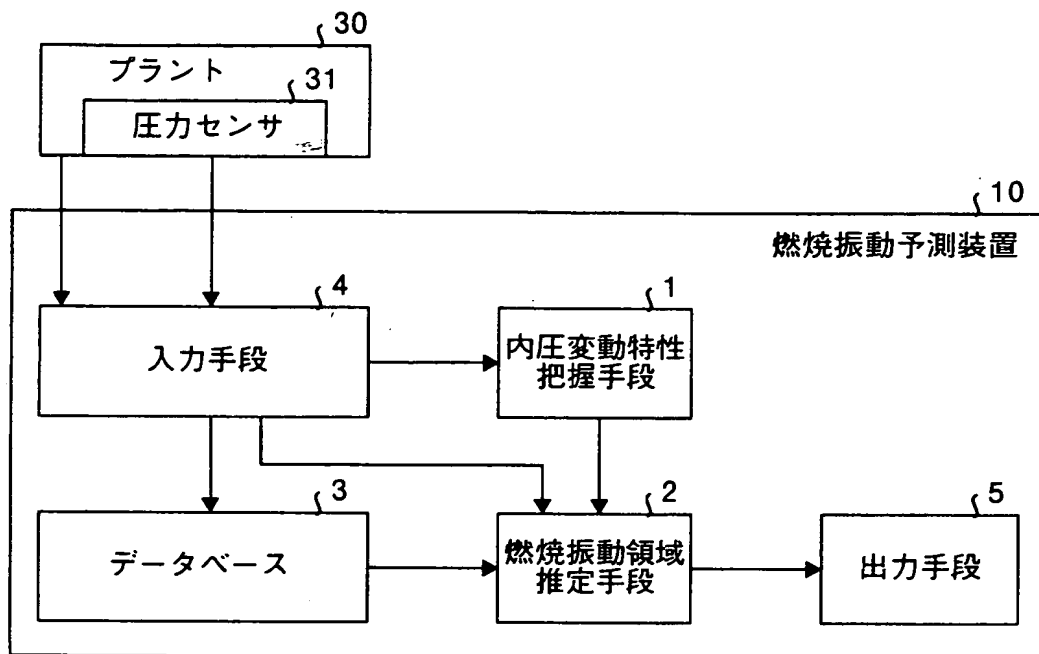 30
プラント
31
圧力センサ
10
燃焼振動予測装置
4
入力手段
1
内圧変動特性
把握手段
3
データベース
2
燃焼振動領域
推定手段
5
出力手段